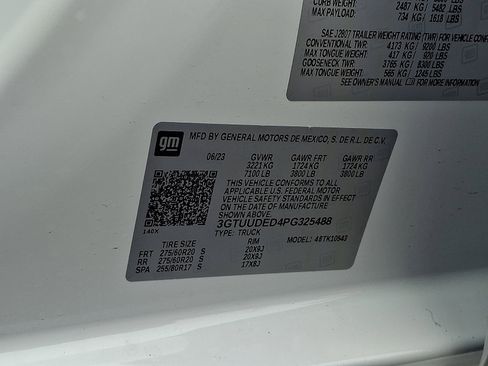 CURB WEIGHT
2487 KG / 5482 LBS
MAX PAYLOAD:
734 KG / 1618 LBS
SAE J2807 TRAILER WEIGHT RATING (TWR) FOR VEHICLE
CONVENTIONAL TWR: 4173 KG / 9200 LBS
MAX TONGUE WT: 417 KG / 920 LBS
GOOSENECK TWR: 3765 KG / 8300 LBS
MAX TONGUE WT: 565 KG / 1245 LBS
SEE OWNER'S MANUAL FOR MORE INFORMATION
gm
MFD BY GENERAL MOTORS DE MEXICO, S. DE R.L. DE C.V.
06/23 GVWR GAWR FRT GAWR RR
3221 KG 1724 KG 1724 KG
7100 LB 3800 LB 3800 LB
THIS VEHICLE CONFORMS TO ALL
APPLICABLE U.S. FEDERAL MOTOR
VEHICLE SAFETY STANDARDS IN EFFECT
ON THE DATE OF MANUFACTURE
3GTUUDED4PG325488
140X TYPE: TRUCK MODEL: 4STK10543
TIRE SIZE RIM
FRT 275/60R20 S 20X9J
RR 275/60R20 S 20X9J
SPA 255/80R17 S 17X8J